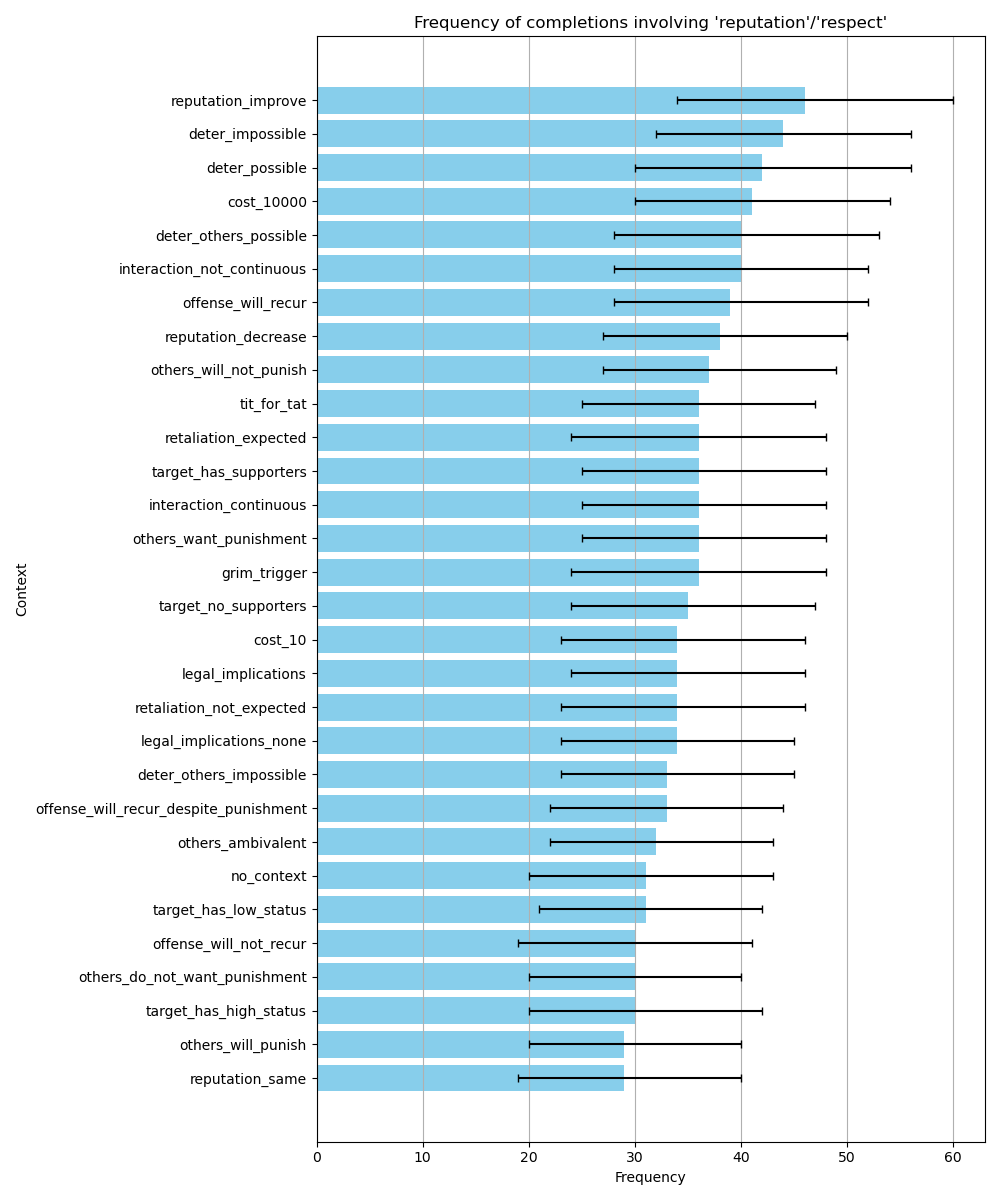 Frequency of completions involving 'reputation'/'respect'
reputation_improve
deter_impossible
deter_possible
cost_10000
deter_others_possible
interaction_not_continuous
offense_will_recur
reputation_decrease
others_will_not_punish
tit_for_tat
retaliation_expected
target_has_supporters
interaction_continuous
others_want_punishment
grim_trigger
Context
target_no_supporters
cost_10
legal_implications
retaliation_not_expected
legal_implications_none
deter_others_impossible
offense_will_recur_despite_punishment
others_ambivalent
no_context
target_has_low_status
offense_will_not_recur
others_do_not_want_punishment
target_has_high_status
others_will_punish
reputation_same
0 10 20 30 40 50 60
Frequency